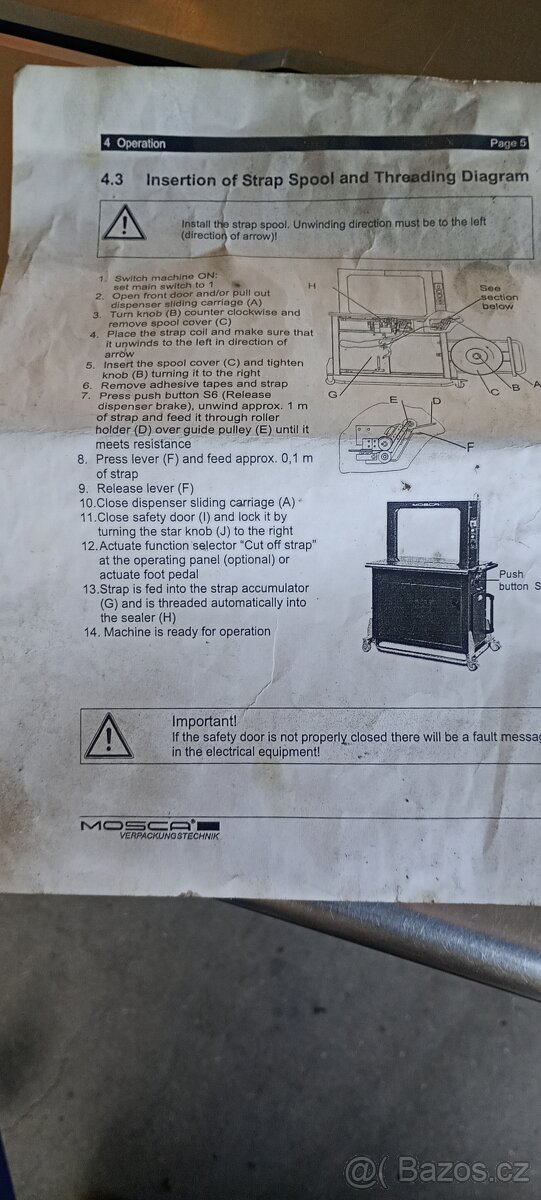 4 Operation Page 5
4.3 Insertion of Strap Spool and Threading Diagram
Install the strap spool. Unwinding direction must be to the left
(direction of arrow)!
1. Switch machine ON:
set main switch to 1
2. Open front door and/or pull out
dispenser sliding carriage (A)
3. Turn knob (B) counter clockwise and
remove spool cover (C)
4. Place the strap coil and make sure that
it unwinds to the left in direction of
arrow
5. Insert the spool cover (C) and tighten
knob (B) turning it to the right
6. Remove adhesive tapes and strap
7. Press push button S6 (Release
dispenser brake), unwind approx. 1 m
of strap and feed it through roller
holder (D) over guide pulley (E) until it
meets resistance
8. Press lever (F) and feed approx. 0,1 m
of strap
9. Release lever (F)
10.Close dispenser sliding carriage (A)
11.Close safety door (I) and lock it by
turning the star knob (J) to the right
12.Actuate function selector "Cut off strap"
at the operating panel (optional) or
actuate foot pedal
13.Strap is fed into the strap accumulator
(G) and is threaded automatically into
the sealer (H)
14. Machine is ready for operation
H
See
section
below
G
C
B
A
E
D
F
MOSCA
Push
button S
Important!
If the safety door is not properly closed there will be a fault messa
in the electrical equipment!
MOSCA®
VERPACKUNGSTECHNIK
@( Bazos.cz